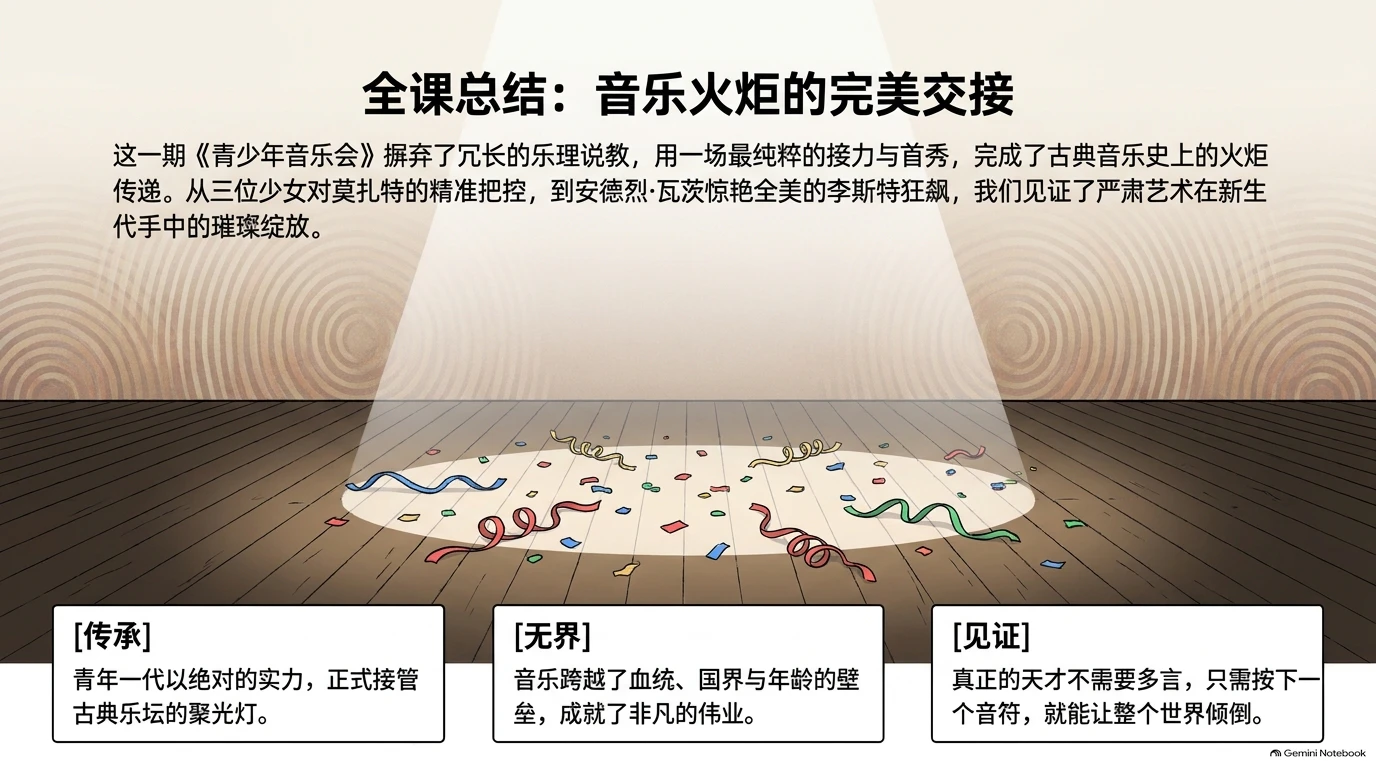 全课总结：音乐火炬的完美交接
这一期《青少年音乐会》摒弃了冗长的乐理说教，用一场最纯粹的接力与首秀，完成了古典音乐史上的火炬
传递。从三位少女对莫扎特的精准把控，到安德烈·瓦茨惊艳全美的李斯特狂飙，我们见证了严肃艺术在新生
代手中的璀璨绽放。
[传承]
青年一代以绝对的实力，正式接管
古典乐坛的聚光灯。
[无界]
音乐跨越了血统、国界与年龄的壁
垒，成就了非凡的伟业。
[见证]
真正的天才不需要多言，只需按下一
个音符，就能让整个世界倾倒。
Gemini Notebook